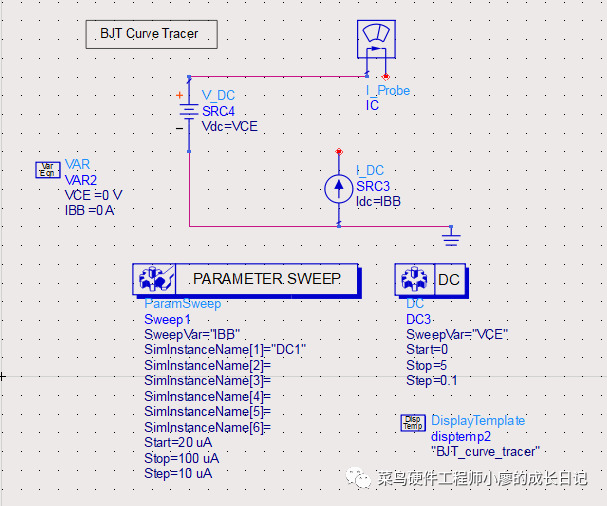 BJT Curve Tracer
I_Probe
IC
+
V_DC
SRC4
Vdc=VCE
–
Var
Eqn
VAR
VAR2
VCE =0 V
IBB =0 A
I_DC
SRC3
Idc=IBB
PARAMETER SWEEP
ParamSweep
Sweep1
SweepVar="IBB"
SimInstanceName[1]="DC1"
SimInstanceName[2]=
SimInstanceName[3]=
SimInstanceName[4]=
SimInstanceName[5]=
SimInstanceName[6]=
Start=20 uA
Stop=100 uA
Step=10 uA
DC
DC
DC3
SweepVar="VCE"
Start=0
Stop=5
Step=0.1
Disp
Temp
DisplayTemplate
disptemp2
"BJT_curve_tracer"
菜鸟硬件工程师小廖的成长日记